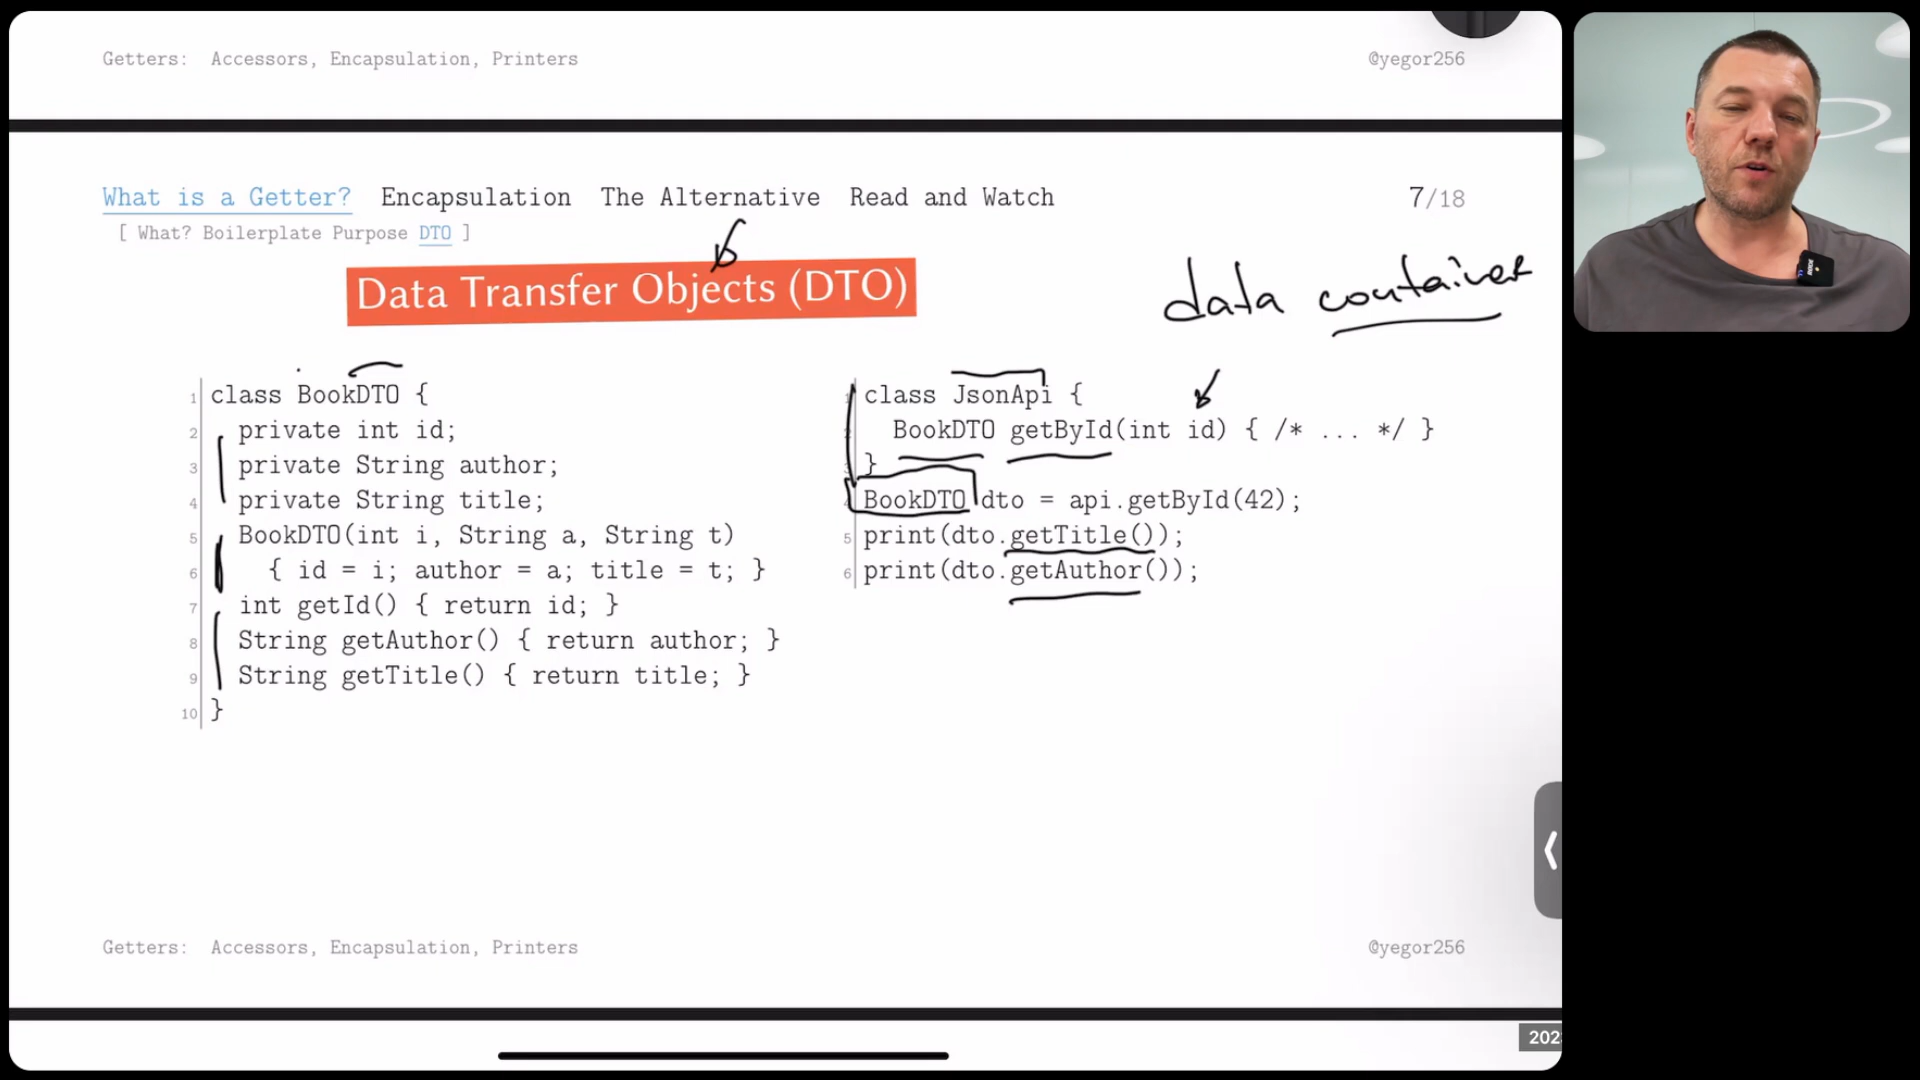 Getters: Accessors, Encapsulation, Printers @yegor256
What is a Getter? Encapsulation The Alternative Read and Watch 7/18
[ What? Boilerplate Purpose DTO ]
Data Transfer Objects (DTO)
data container
1 class BookDTO {
2 private int id;
3 private String author;
4 private String title;
5 BookDTO(int i, String a, String t)
6 { id = i; author = a; title = t; }
7 int getId() { return id; }
8 String getAuthor() { return author; }
9 String getTitle() { return title; }
10 }
class JsonApi {
BookDTO getById(int id) { /* ... */ }
}
BookDTO dto = api.getById(42);
5 print(dto.getTitle());
6 print(dto.getAuthor());
Getters: Accessors, Encapsulation, Printers @yegor256